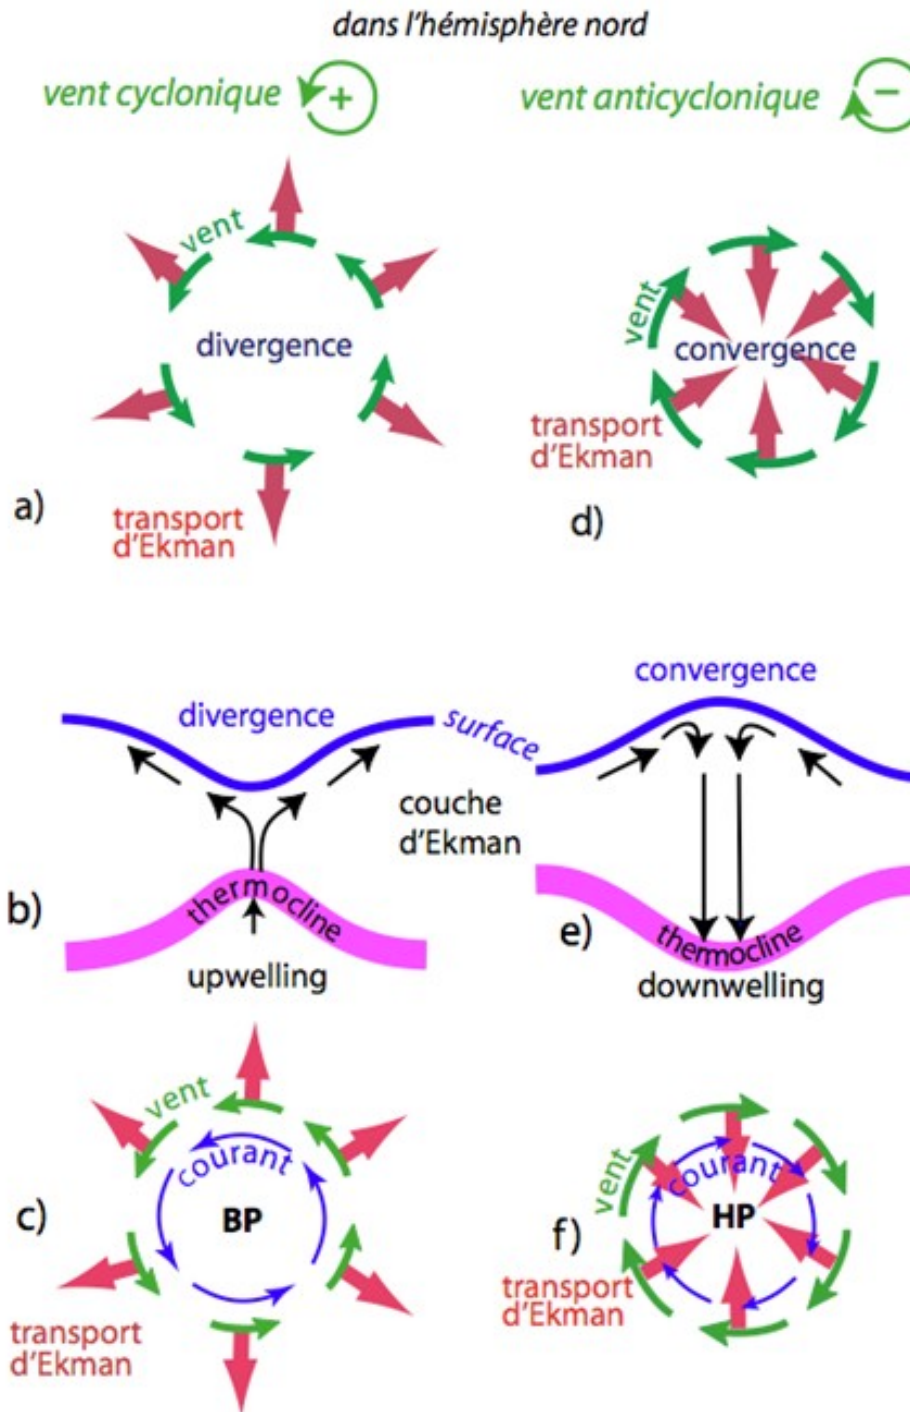 dans l'hémisphère nord
vent cyclonique
+
vent anticyclonique
−
vent
divergence
transport
d'Ekman
a)
vent
convergence
transport
d'Ekman
d)
divergence
surface
couche
d'Ekman
thermocline
upwelling
b)
convergence
thermocline
downwelling
e)
vent
courant
BP
c)
transport
d'Ekman
vent
courant
HP
f)
transport
d'Ekman